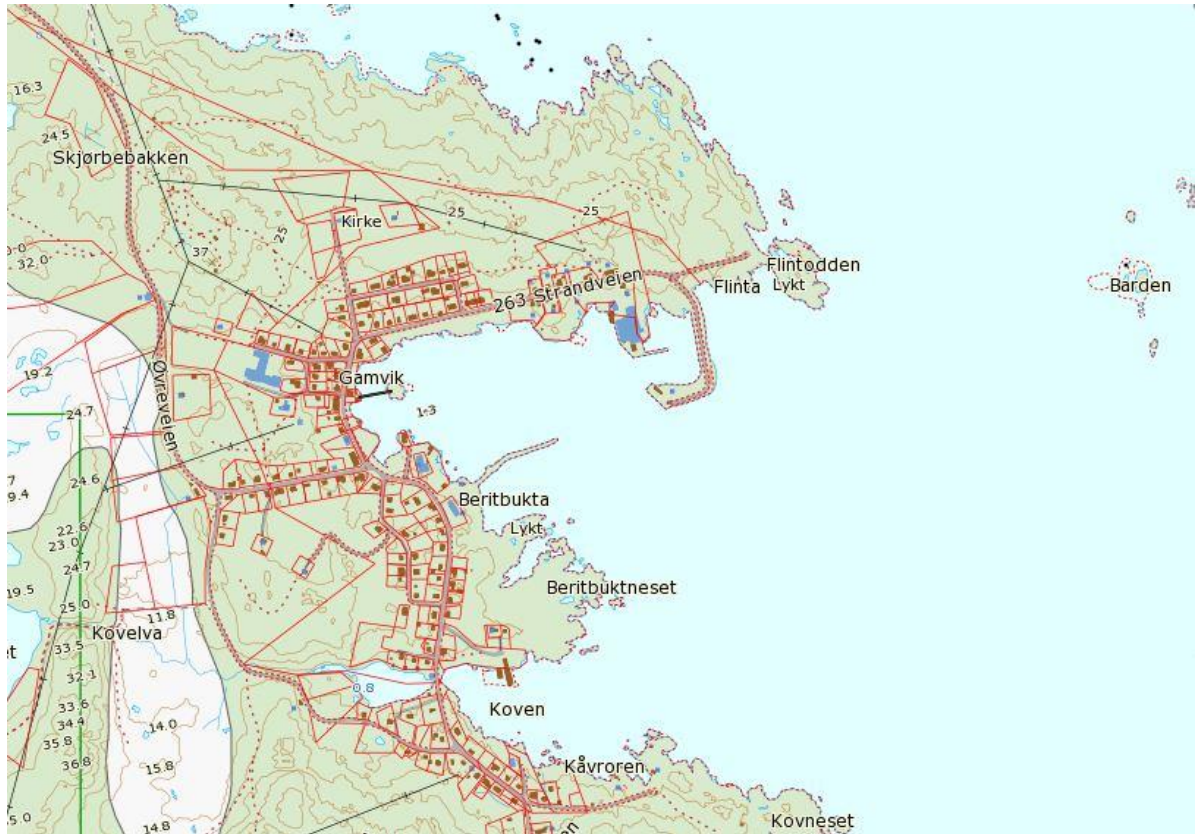 16.3
24.5
Skjørbebakken
Kirke
25
25
25
37
32.0
Flintodden
Lykt
Flinta
Barden
263 Strandveien
19.2
Gamvik
Øvreveien
24.7
1-3
24.6
9.4
Beritbukta
22.6
Lykt
23.0
24.7
19.5
Beritbuktneset
25.0
11.8
Kovelva
33.5
32.1
0.8
33.6
Koven
34.4
14.0
35.8
36.8
15.8
Kåvroren
14.8
Kovneset